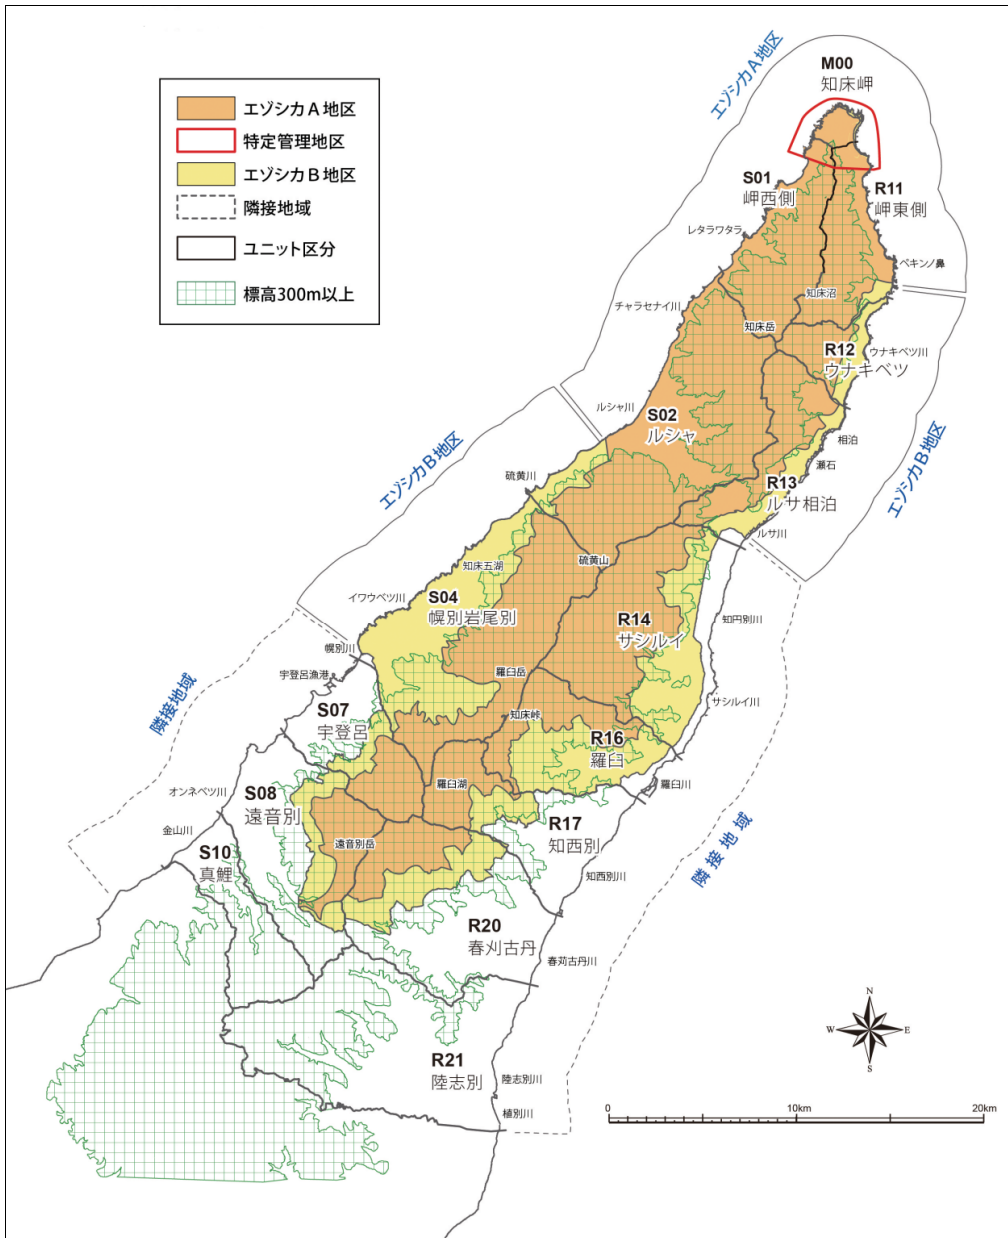 エゾシカA地区
特定管理地区
エゾシカB地区
隣接地域
ユニット区分
標高300m以上
エゾシカA地区
M00
知床岬
S01
岬西側
R11
岬東側
レタラワタラ
ペキンノ鼻
知床沼
チャラセナイ川
知床岳
R12
ウナキベツ
ウナキベツ川
ルシャ川
S02
ルシャ
エゾシカB地区
相泊
瀬石
エゾシカB地区
硫黄川
R13
ルサ相泊
ルサ川
硫黄山
知床五湖
イワウベツ川
S04
幌別岩尾別
R14
サシルイ
知円別川
幌別川
宇登呂漁港
羅臼岳
隣接地域
S07
宇登呂
知床峠
サシルイ川
R16
羅臼
羅臼湖
羅臼川
オンネベツ川
S08
遠音別
金山川
S10
真鯉
遠音別岳
R17
知西別
知西別川
隣接地域
R20
春刈古丹
春苅古丹川
R21
陸志別
陸志別川
植別川
N
W
E
S
0
10km
20km